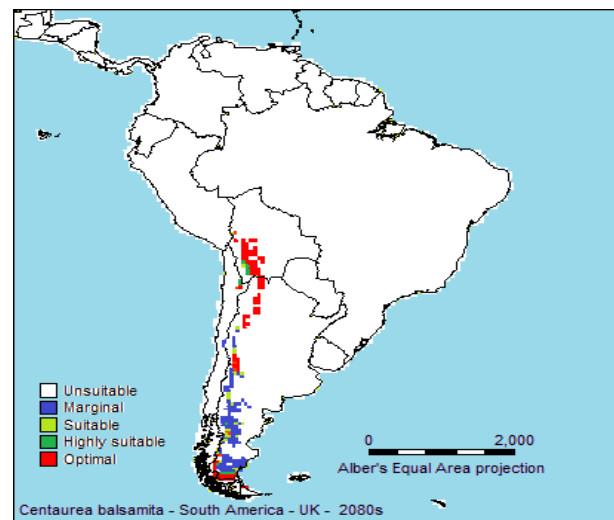 Unsuitable
Marginal
Suitable
Highly suitable
Optimal
0 2,000
Alber's Equal Area projection
Centaurea balsamita - South America - UK - 2080s